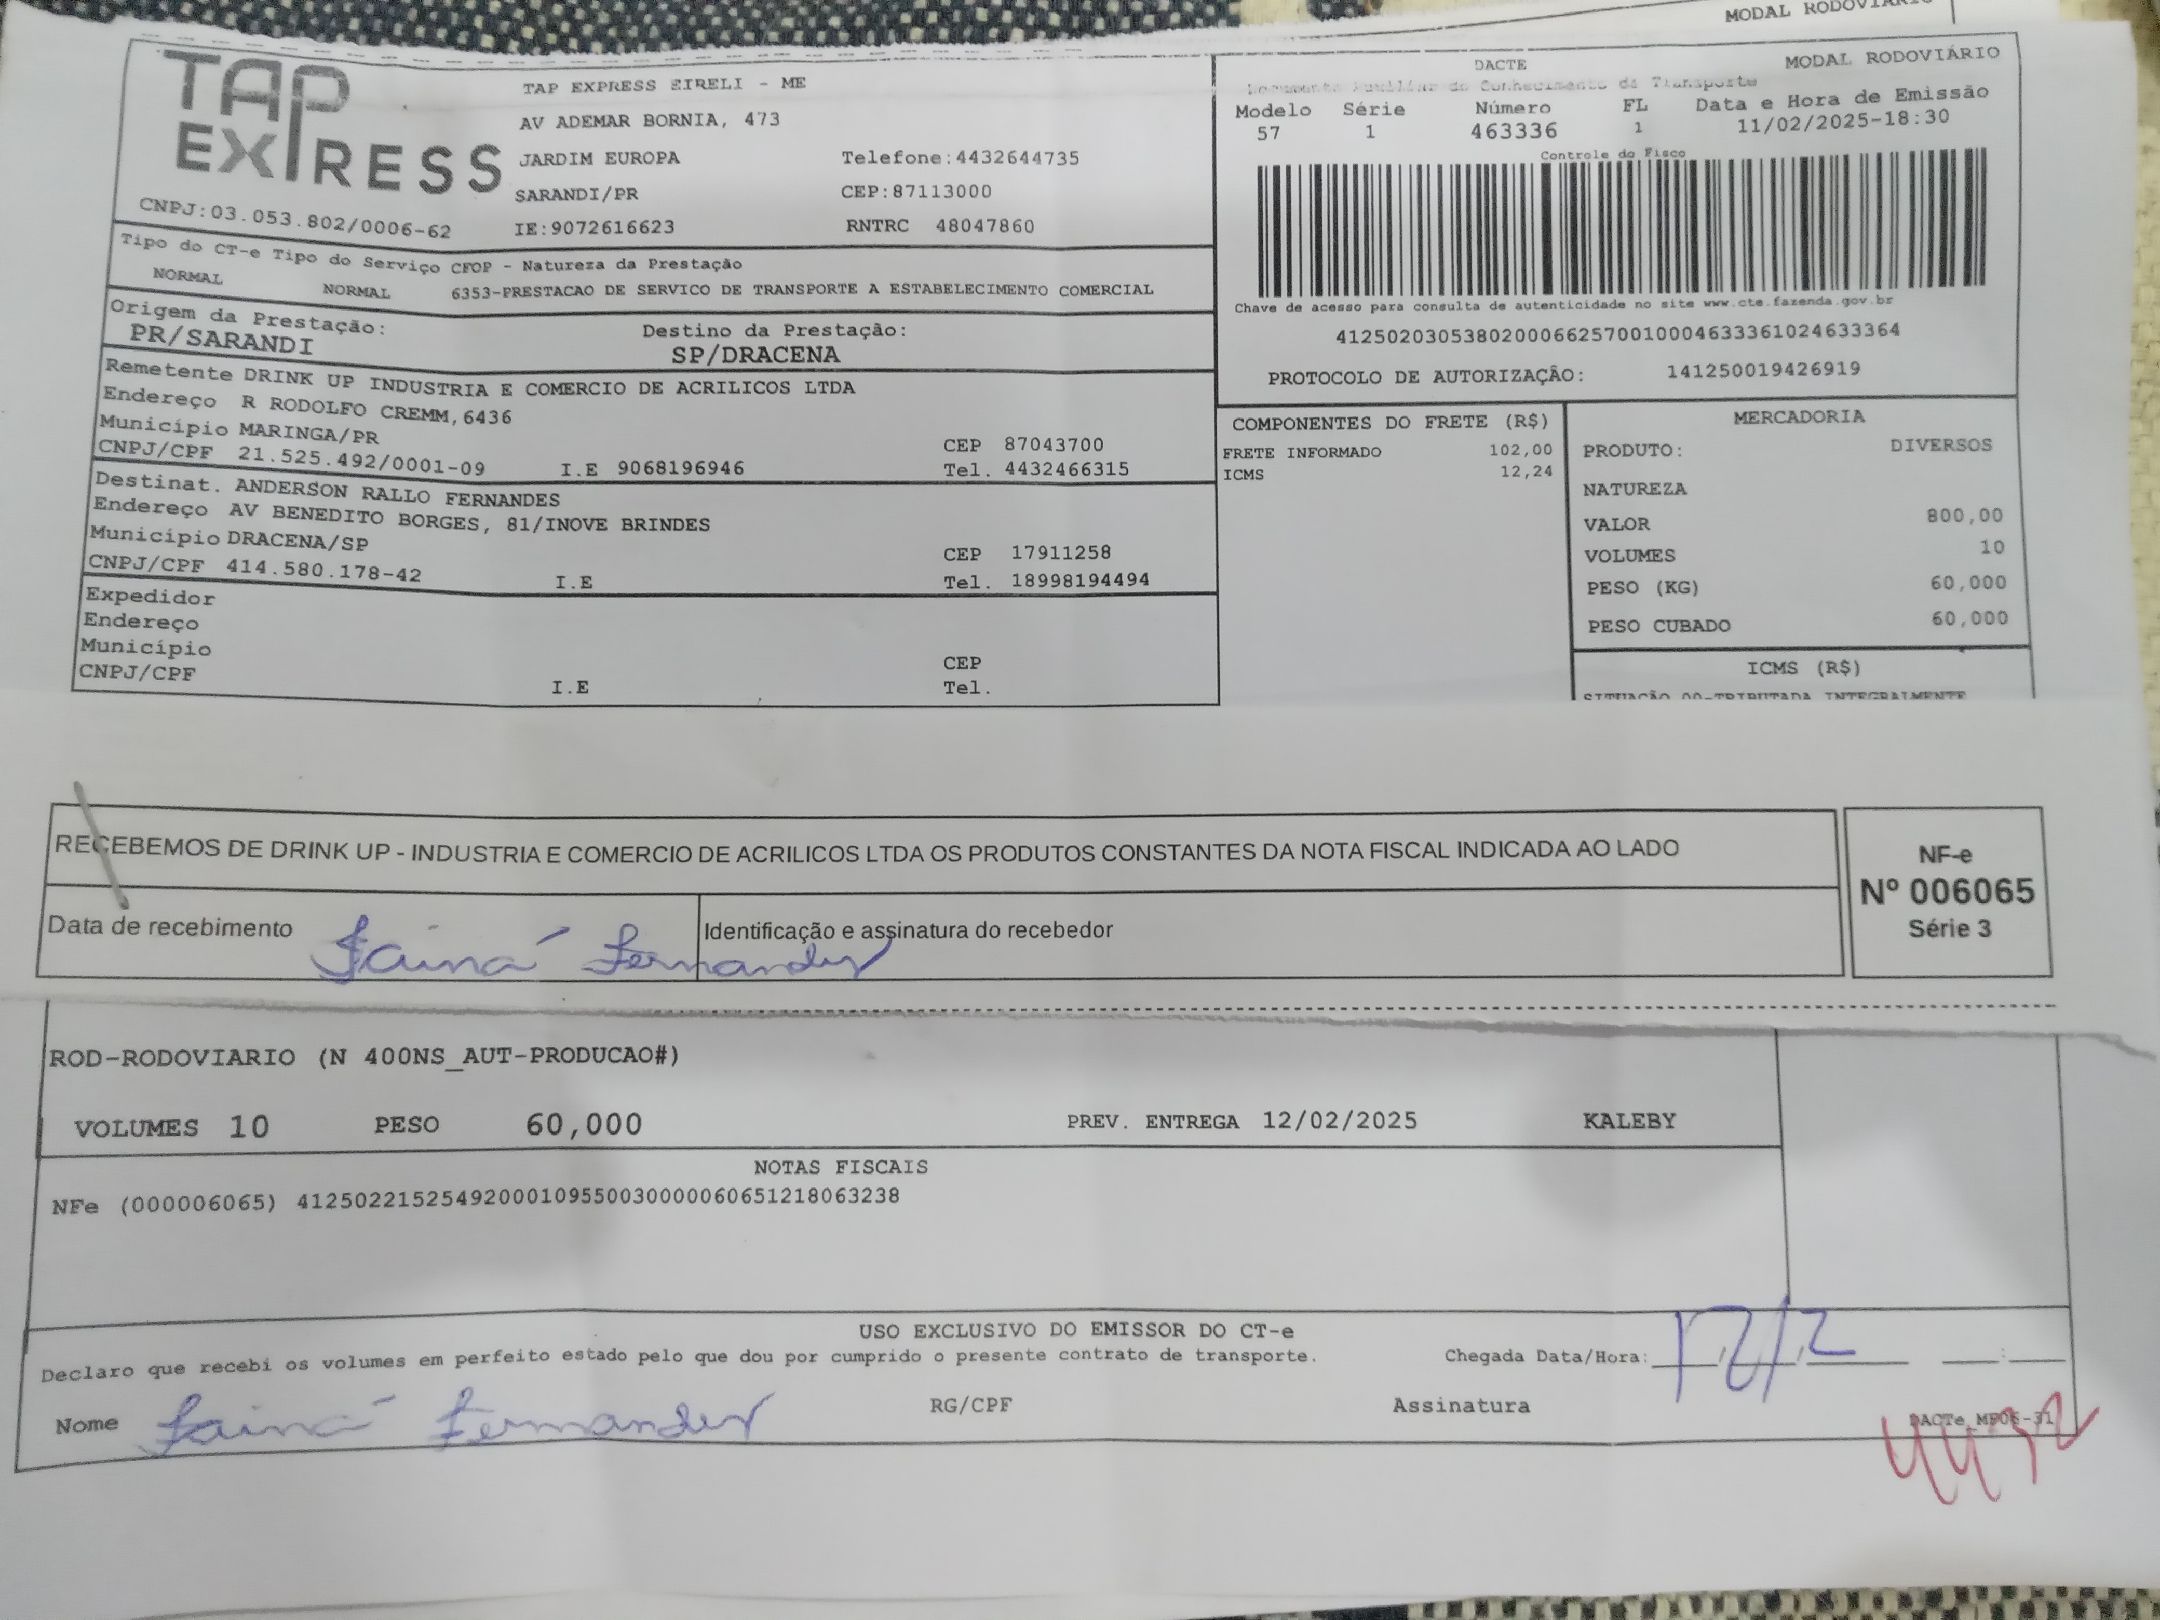 MODAL RODOVIÁRIO
TAP EXPRESS
TAP EXPRESS EIRELI - ME
AV ADEMAR BORNIA, 473
JARDIM EUROPA Telefone:4432644735
SARANDI/PR CEP:87113000
CNPJ:03.053.802/0006-62 IE:9072616623 RNTRC 48047860
DACTE MODAL RODOVIÁRIO
Documento Auxiliar do Conhecimento de Transporte
Modelo Série Número FL Data e Hora de Emissão
57 1 463336 1 11/02/2025-18:30
Controle do Fisco
Chave de acesso para consulta de autenticidade no site www.cte.fazenda.gov.br
41250203053802000662570010004633361024633364
PROTOCOLO DE AUTORIZAÇÃO: 141250019426919
Tipo do CT-e Tipo do Serviço CFOP - Natureza da Prestação
NORMAL NORMAL 6353-PRESTACAO DE SERVICO DE TRANSPORTE A ESTABELECIMENTO COMERCIAL
Origem da Prestação: Destino da Prestação:
PR/SARANDI SP/DRACENA
Remetente DRINK UP INDUSTRIA E COMERCIO DE ACRILICOS LTDA
Endereço R RODOLFO CREMM,6436
Município MARINGA/PR CEP 87043700
CNPJ/CPF 21.525.492/0001-09 I.E 9068196946 Tel. 4432466315
Destinat. ANDERSON RALLO FERNANDES
Endereço AV BENEDITO BORGES, 81/INOVE BRINDES
Município DRACENA/SP CEP 17911258
CNPJ/CPF 414.580.178-42 I.E Tel. 18998194494
Expedidor
Endereço
Município CEP
CNPJ/CPF I.E Tel.
COMPONENTES DO FRETE (R$)
FRETE INFORMADO 102,00
ICMS 12,24
MERCADORIA
PRODUTO: DIVERSOS
NATUREZA
VALOR 800,00
VOLUMES 10
PESO (KG) 60,000
PESO CUBADO 60,000
ICMS (R$)
SITUAÇÃO 00-TRIBUTADA INTEGRALMENTE
RECEBEMOS DE DRINK UP - INDUSTRIA E COMERCIO DE ACRILICOS LTDA OS PRODUTOS CONSTANTES DA NOTA FISCAL INDICADA AO LADO
Data de recebimento Identificação e assinatura do recebedor
Tainá Fernandes
NF-e
Nº 006065
Série 3
ROD-RODOVIARIO (N 400NS_AUT-PRODUCAO#)
VOLUMES 10 PESO 60,000 PREV. ENTREGA 12/02/2025 KALEBY
NOTAS FISCAIS
NFe (000006065) 41250221525492000109550030000060651218063238
USO EXCLUSIVO DO EMISSOR DO CT-e
Declaro que recebi os volumes em perfeito estado pelo que dou por cumprido o presente contrato de transporte. Chegada Data/Hora: 12/2
Nome Tainá Fernandes RG/CPF Assinatura